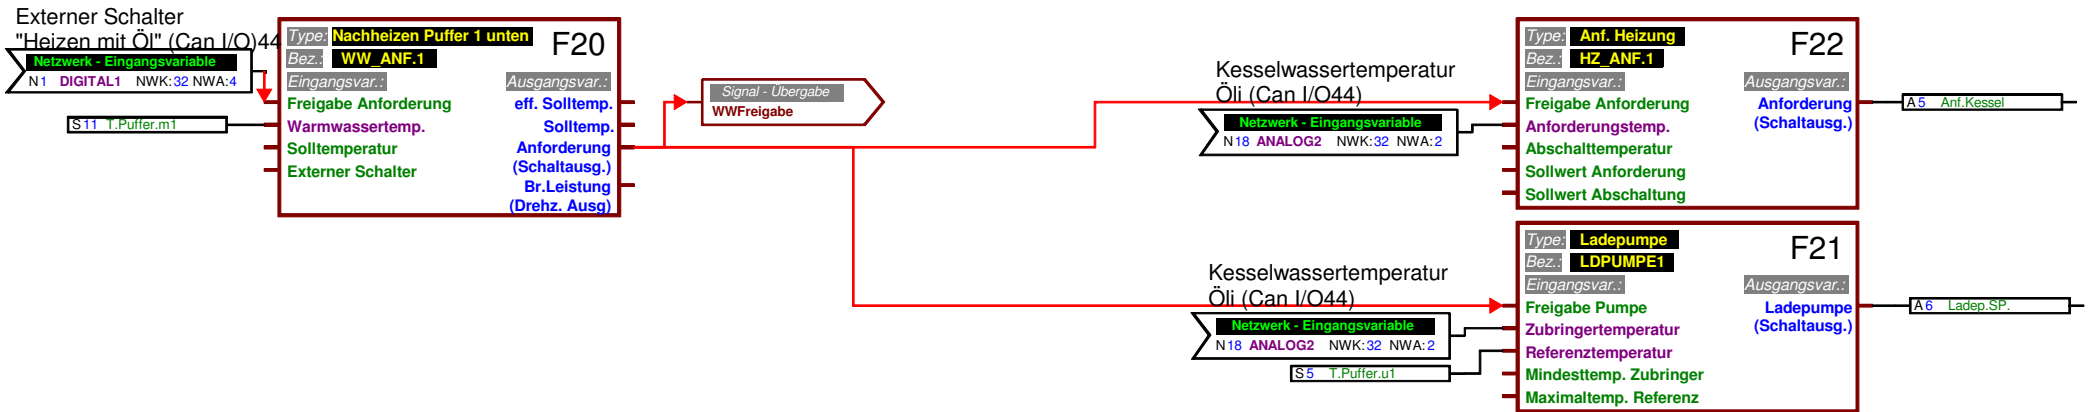 Externer Schalter
"Heizen mit Öl" (Can I/O)44
Netzwerk - Eingangsvariable
N1 DIGITAL1 NWK:32 NWA:4
S11 T.Puffer.m1
Type: Nachheizen Puffer 1 unten
F20
Bez.: WW_ANF.1
Eingangsvar.: Ausgangsvar.:
Freigabe Anforderung eff. Solltemp.
Warmwassertemp. Solltemp.
Solltemperatur Anforderung
(Schaltausg.)
Externer Schalter
Br.Leistung
(Drehz. Ausg)
Signal - Übergabe
WWFreigabe
Kesselwassertemperatur
Öli (Can I/O44)
Netzwerk - Eingangsvariable
N18 ANALOG2 NWK:32 NWA:2
Type: Anf. Heizung
F22
Bez.: HZ_ANF.1
Eingangsvar.: Ausgangsvar.:
Freigabe Anforderung Anforderung
Anforderungstemp. (Schaltausg.)
Abschalttemperatur
Sollwert Anforderung
Sollwert Abschaltung
A5 Anf.Kessel
Kesselwassertemperatur
Öli (Can I/O44)
Netzwerk - Eingangsvariable
N18 ANALOG2 NWK:32 NWA:2
S5 T.Puffer.u1
Type: Ladepumpe
F21
Bez.: LDPUMPE1
Eingangsvar.: Ausgangsvar.:
Freigabe Pumpe Ladepumpe
Zubringertemperatur (Schaltausg.)
Referenztemperatur
Mindesttemp. Zubringer
Maximaltemp. Referenz
A6 Ladep.SP.